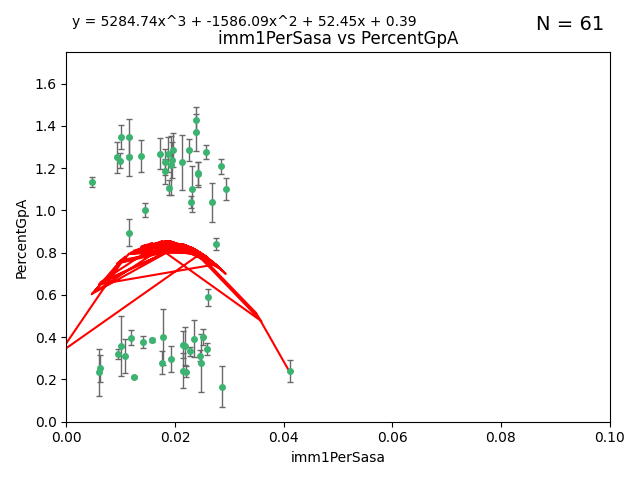 y = 5284.74x^3 + -1586.09x^2 + 52.45x + 0.39
N = 61
imm1PerSasa vs PercentGpA
PercentGpA
1.6
1.4
1.2
1.0
0.8
0.6
0.4
0.2
0.0
0.00 0.02 0.04 0.06 0.08 0.10
imm1PerSasa